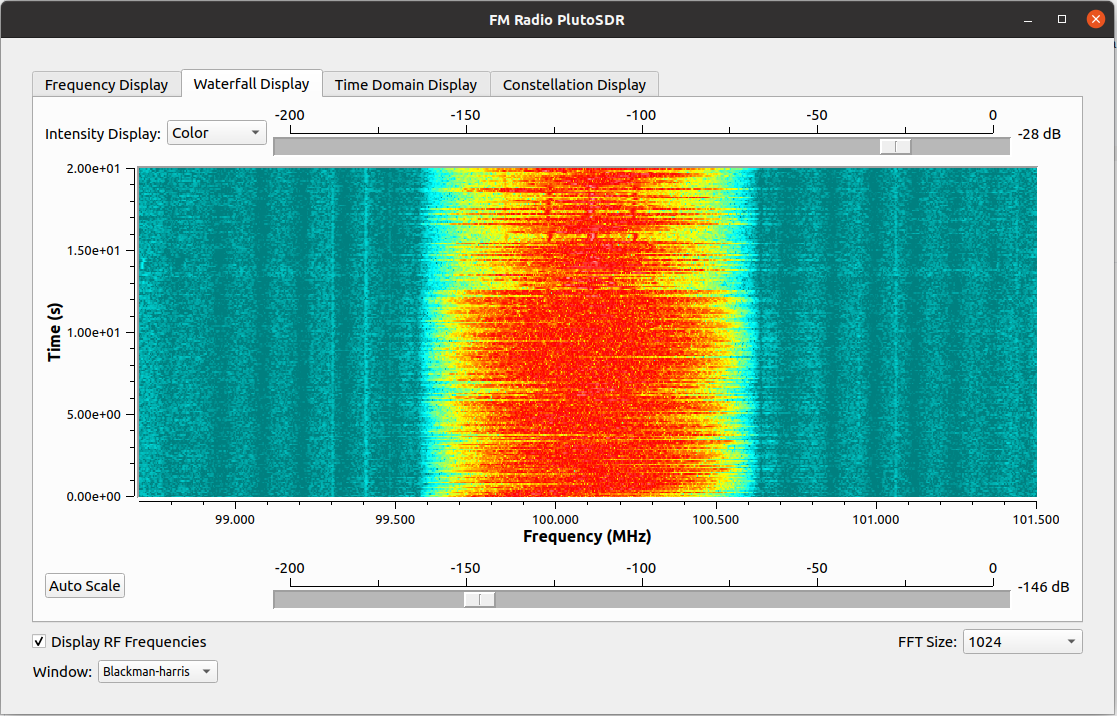 FM Radio PlutoSDR
Frequency Display Waterfall Display Time Domain Display Constellation Display
-200 -150 -100 -50 0
Intensity Display: Color -28 dB
2.00e+01
1.50e+01
1.00e+01
5.00e+00
0.00e+00
Time (s)
99.000 99.500 100.000 100.500 101.000 101.500
Frequency (MHz)
-200 -150 -100 -50 0
Auto Scale -146 dB
Display RF Frequencies FFT Size: 1024
Window: Blackman-harris